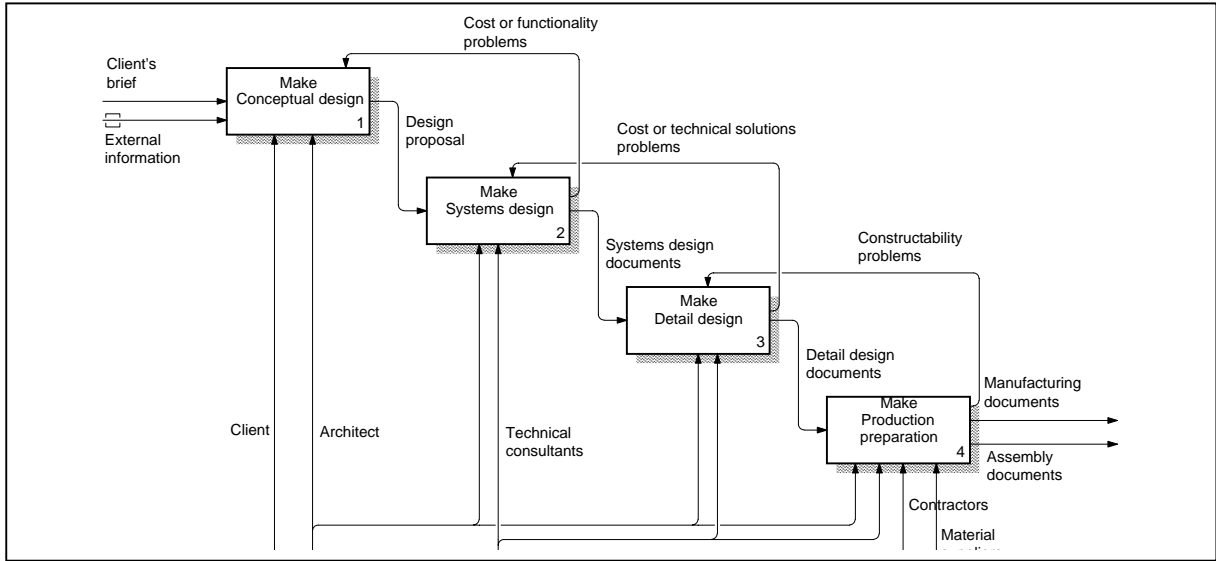 Cost or functionality
problems
Client's
brief
Make
Conceptual design
1
External
information
Design
proposal
Cost or technical solutions
problems
Make
Systems design
2
Systems design
documents
Constructability
problems
Make
Detail design
3
Detail design
documents
Manufacturing
documents
Make
Production
preparation
4
Assembly
documents
Client
Architect
Technical
consultants
Contractors
Material